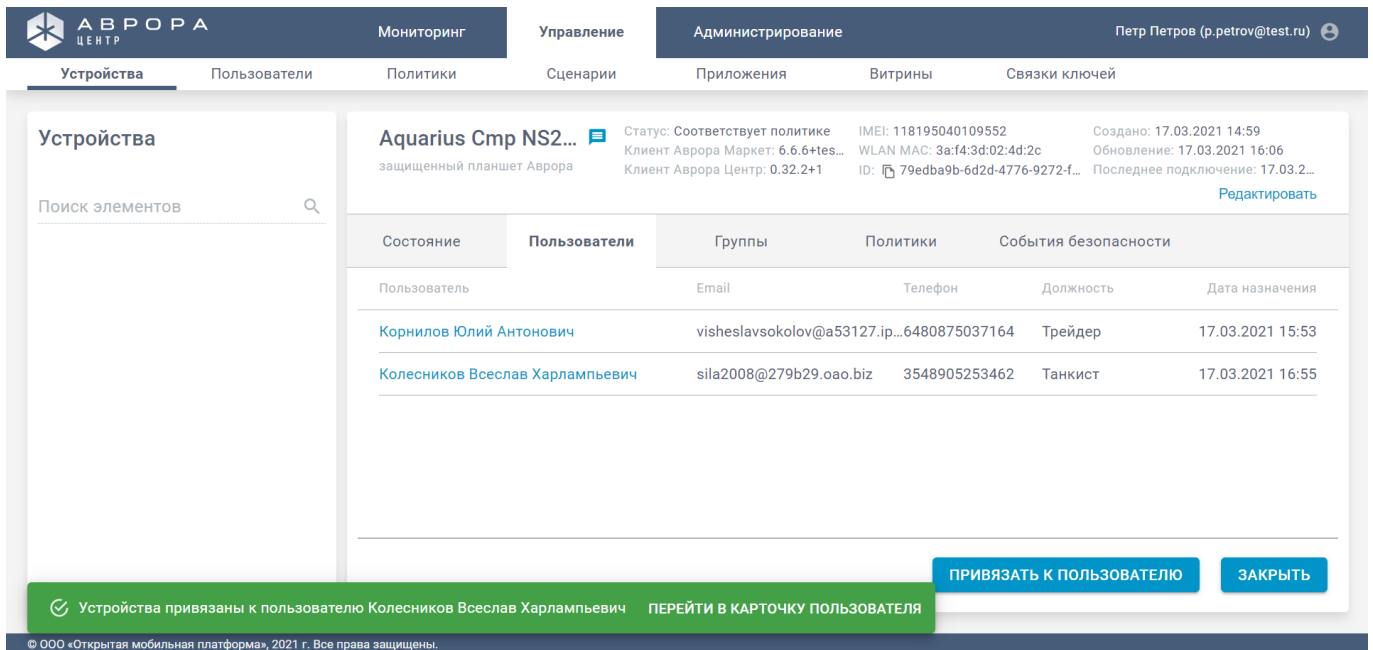 АВРОРА
ЦЕНТР
Мониторинг Управление Администрирование Петр Петров (p.petrov@test.ru)
Устройства Пользователи Политики Сценарии Приложения Витрины Связки ключей
Устройства
Поиск элементов
Aquarius Cmp NS2...
защищенный планшет Аврора
Статус: Соответствует политике
Клиент Аврора Маркет: 6.6.6+tes...
Клиент Аврора Центр: 0.32.2+1
IMEI: 118195040109552
WLAN MAC: 3a:f4:3d:02:4d:2c
ID: 79edba9b-6d2d-4776-9272-f...
Создано: 17.03.2021 14:59
Обновление: 17.03.2021 16:06
Последнее подключение: 17.03.2...
Редактировать
Состояние Пользователи Группы Политики События безопасности
Пользователь Email Телефон Должность Дата назначения
Корнилов Юлий Антонович visheslavsokolov@a53127.ip...6480875037164 Трейдер 17.03.2021 15:53
Колесников Всеслав Харлампьевич sila2008@279b29.oao.biz 3548905253462 Танкист 17.03.2021 16:55
ПРИВЯЗАТЬ К ПОЛЬЗОВАТЕЛЮ ЗАКРЫТЬ
Устройства привязаны к пользователю Колесников Всеслав Харлампьевич ПЕРЕЙТИ В КАРТОЧКУ ПОЛЬЗОВАТЕЛЯ
© ООО «Открытая мобильная платформа», 2021 г. Все права защищены.